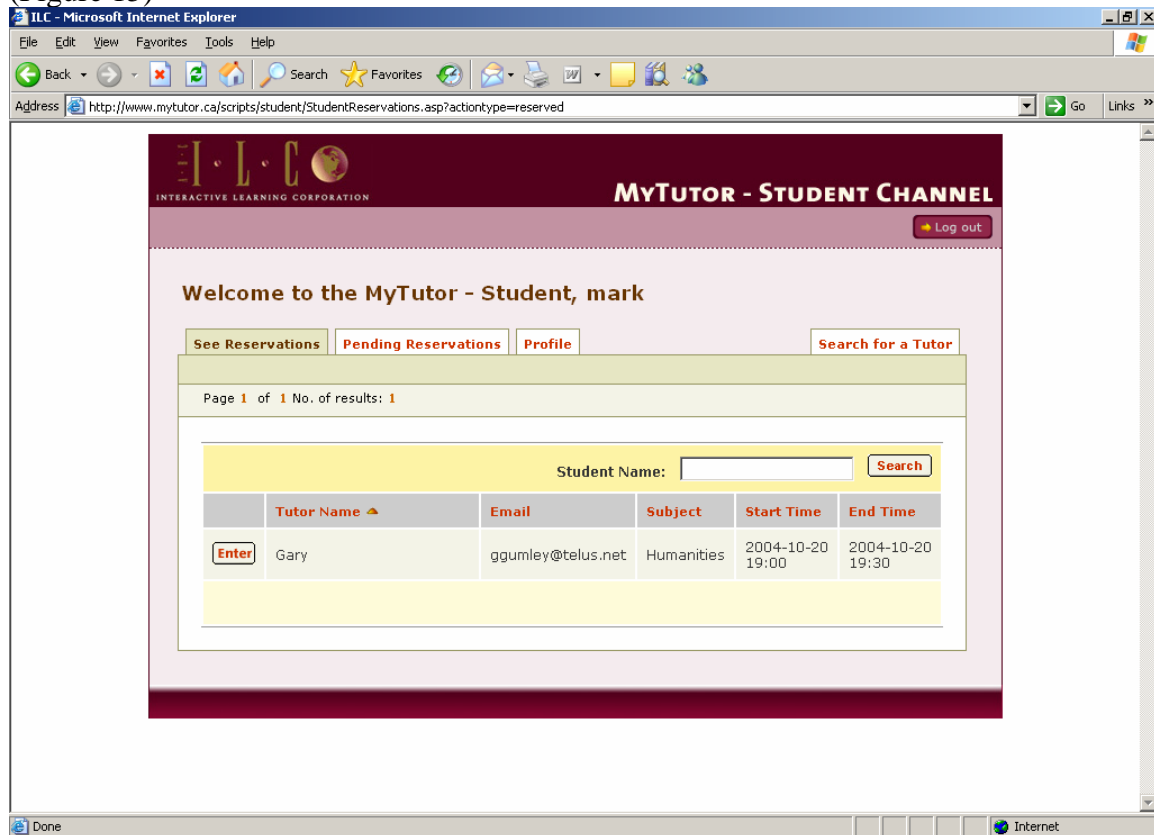 ILC - Microsoft Internet Explorer
File Edit View Favorites Tools Help
Back Search Favorites
Address http://www.mytutor.ca/scripts/student/StudentReservations.asp?actiontype=reserved Go Links »
I·L·C
INTERACTIVE LEARNING CORPORATION
MYTUTOR - STUDENT CHANNEL
Log out
Welcome to the MyTutor - Student, mark
See Reservations Pending Reservations Profile Search for a Tutor
Page 1 of 1 No. of results: 1
Student Name: Search
Tutor Name Email Subject Start Time End Time
Enter Gary ggumley@telus.net Humanities 2004-10-20 19:00 2004-10-20 19:30
Done Internet